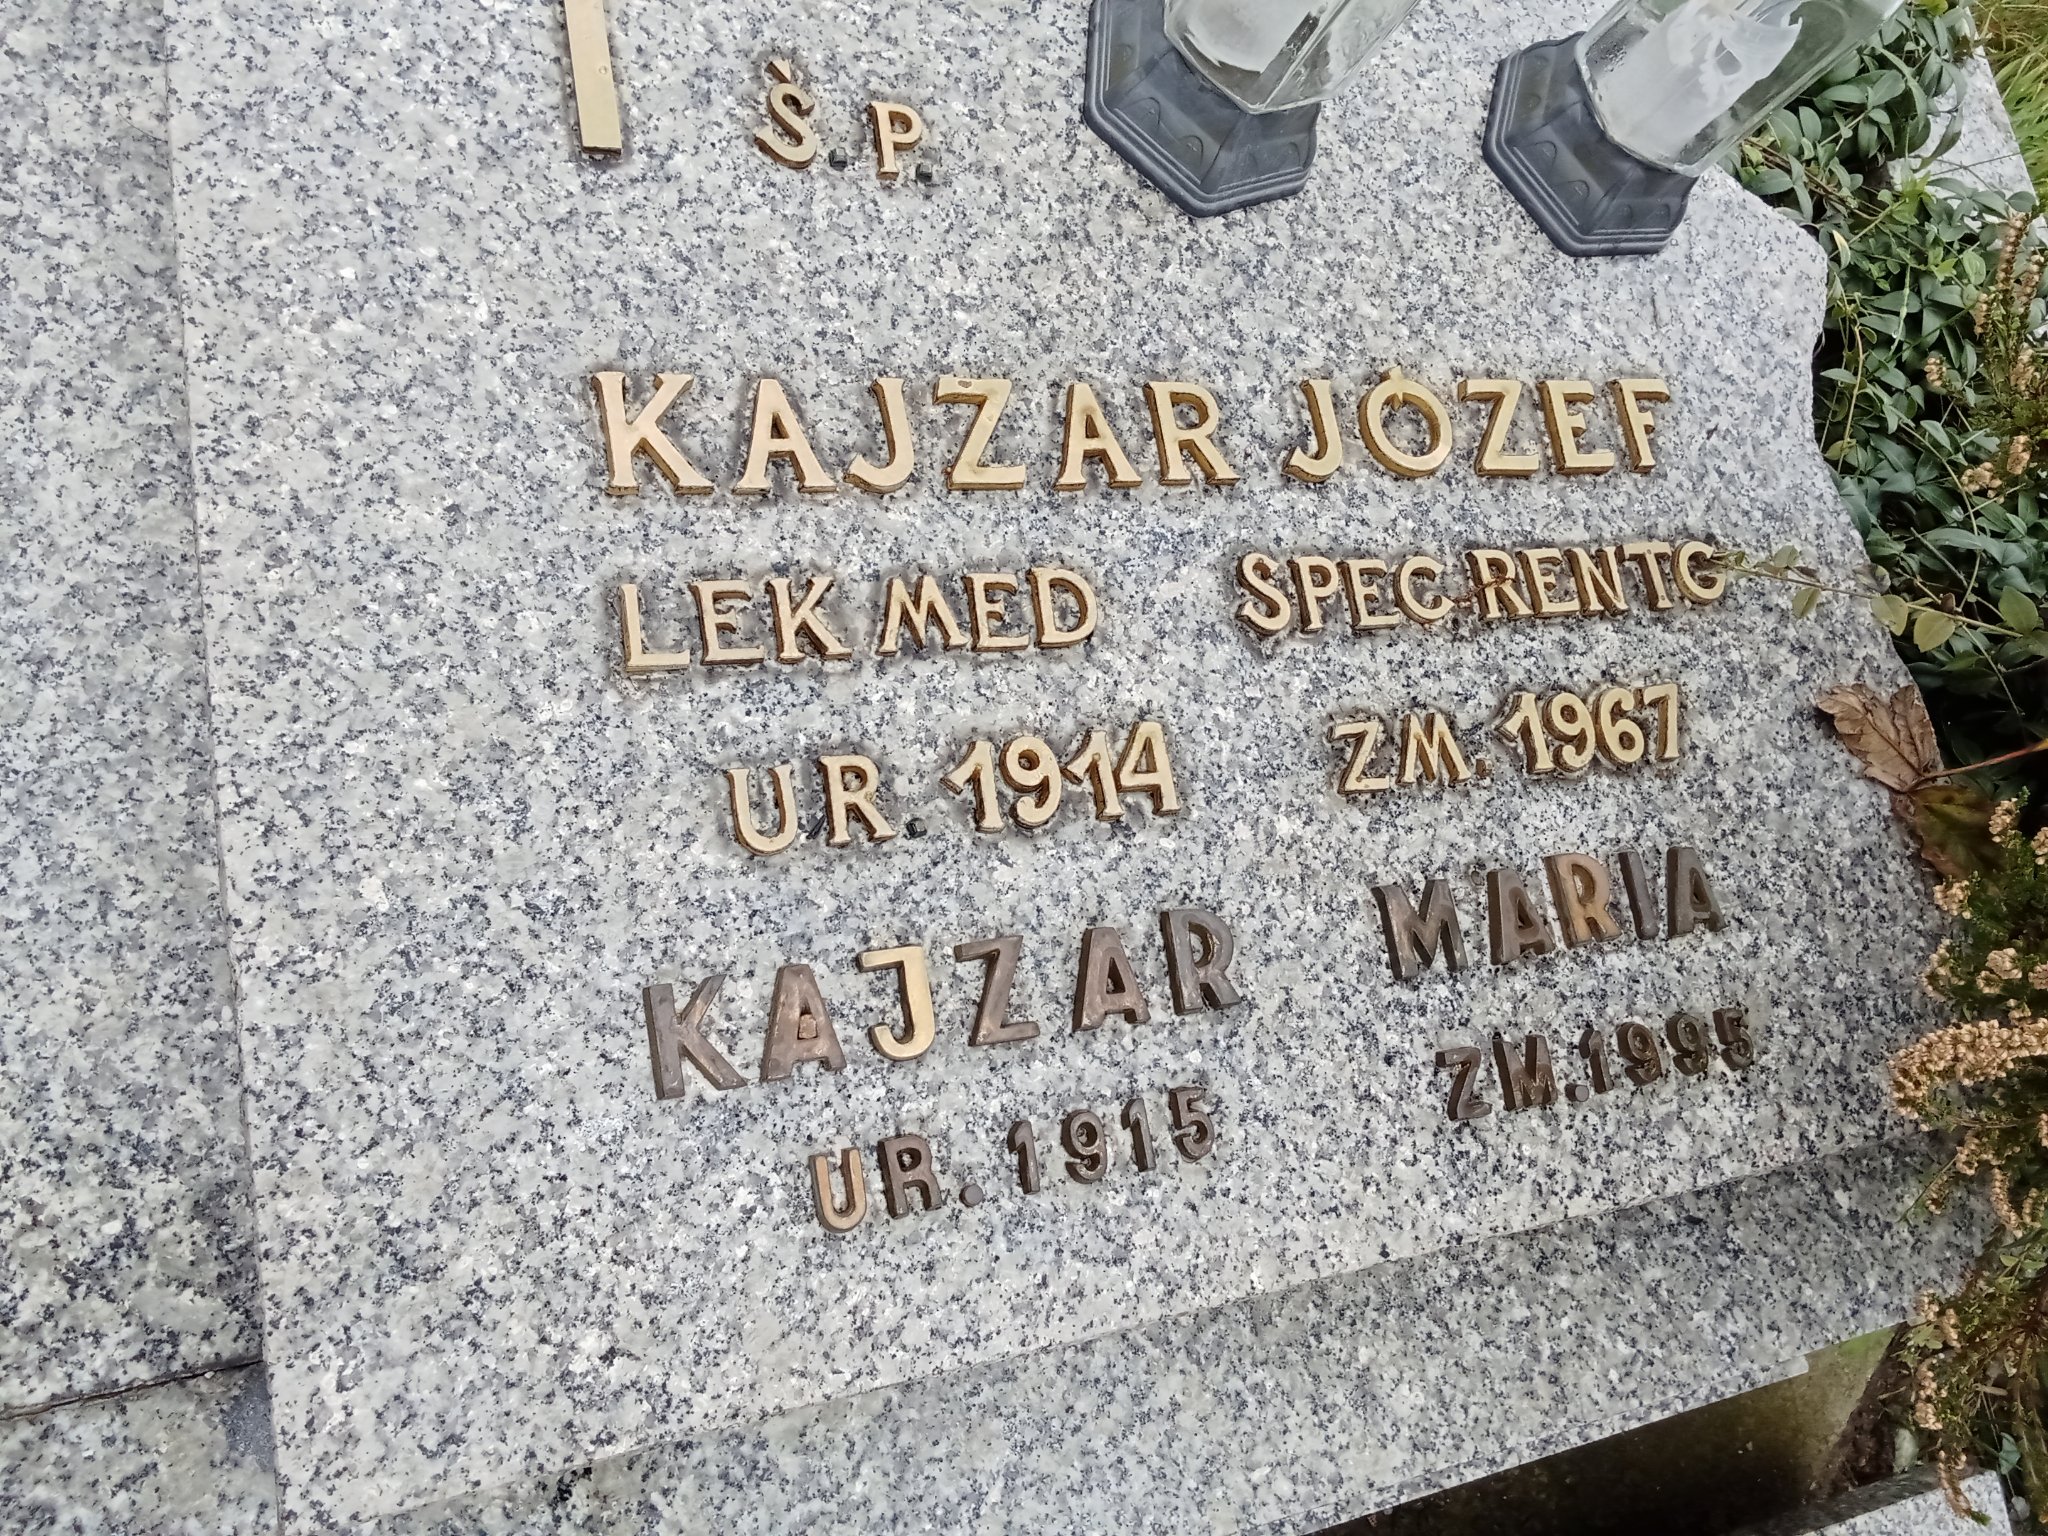 Ś.P.
KAJZAR JÓZEF
LEK MED SPEC RENTG
UR. 1914 ZM. 1967
KAJZAR MARIA
UR. 1915 ZM. 1995